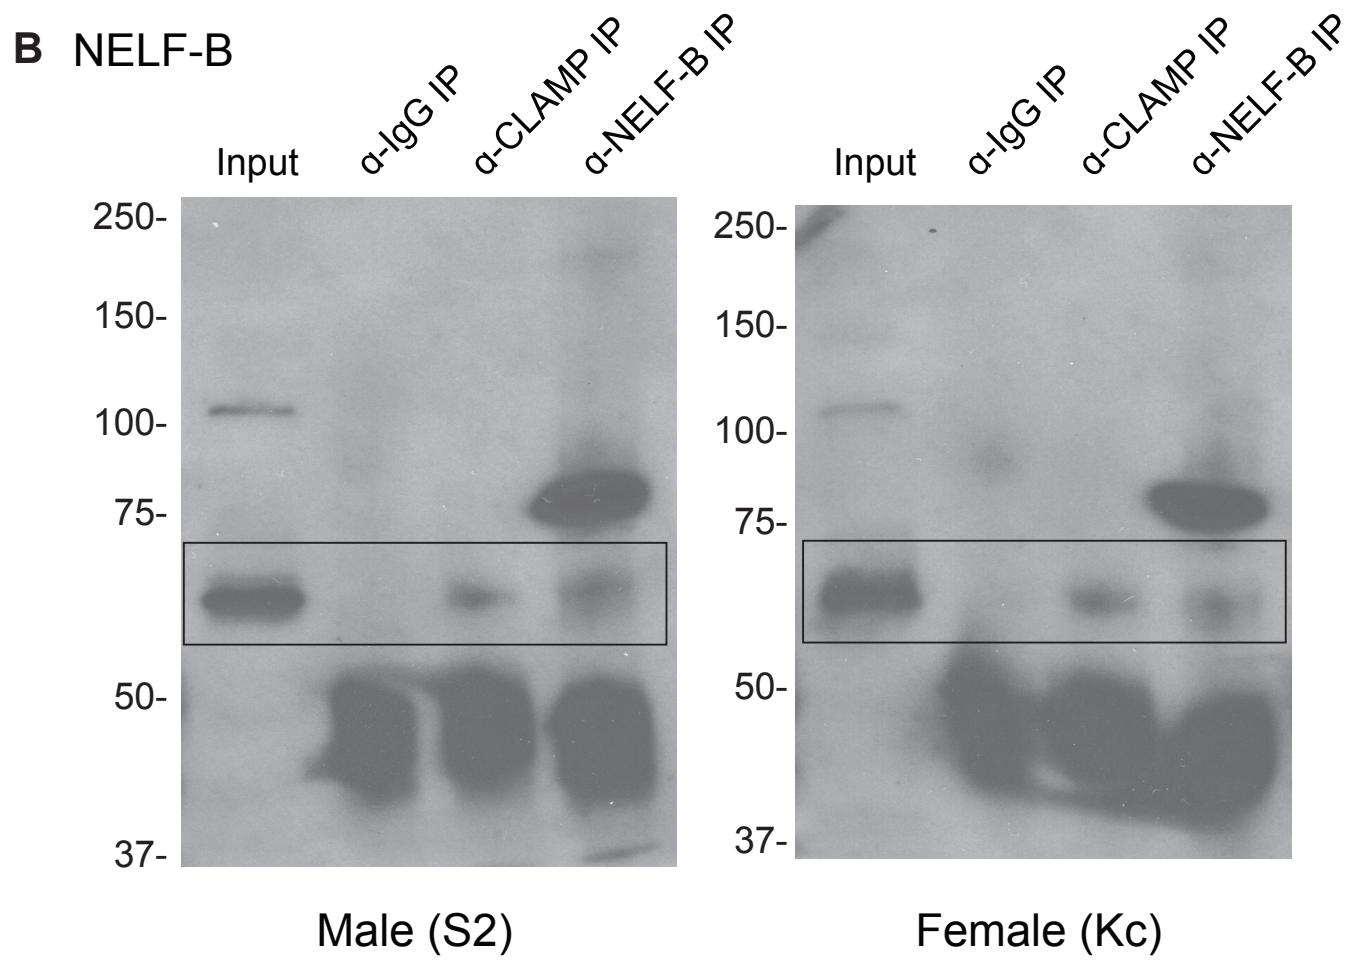 B NELF-B
Input α-IgG IP α-CLAMP IP α-NELF-B IP
250-
150-
100-
75-
50-
37-
Male (S2)
Input α-IgG IP α-CLAMP IP α-NELF-B IP
250-
150-
100-
75-
50-
37-
Female (Kc)